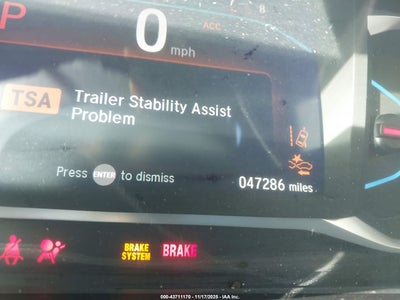 P
0
mph
ACC
8
TSA
Trailer Stability Assist
Problem
Press ENTER to dismiss
047286 miles
BRAKE
SYSTEM
BRAKE
000-43711170 - 11/17/2025 - IAA Inc.